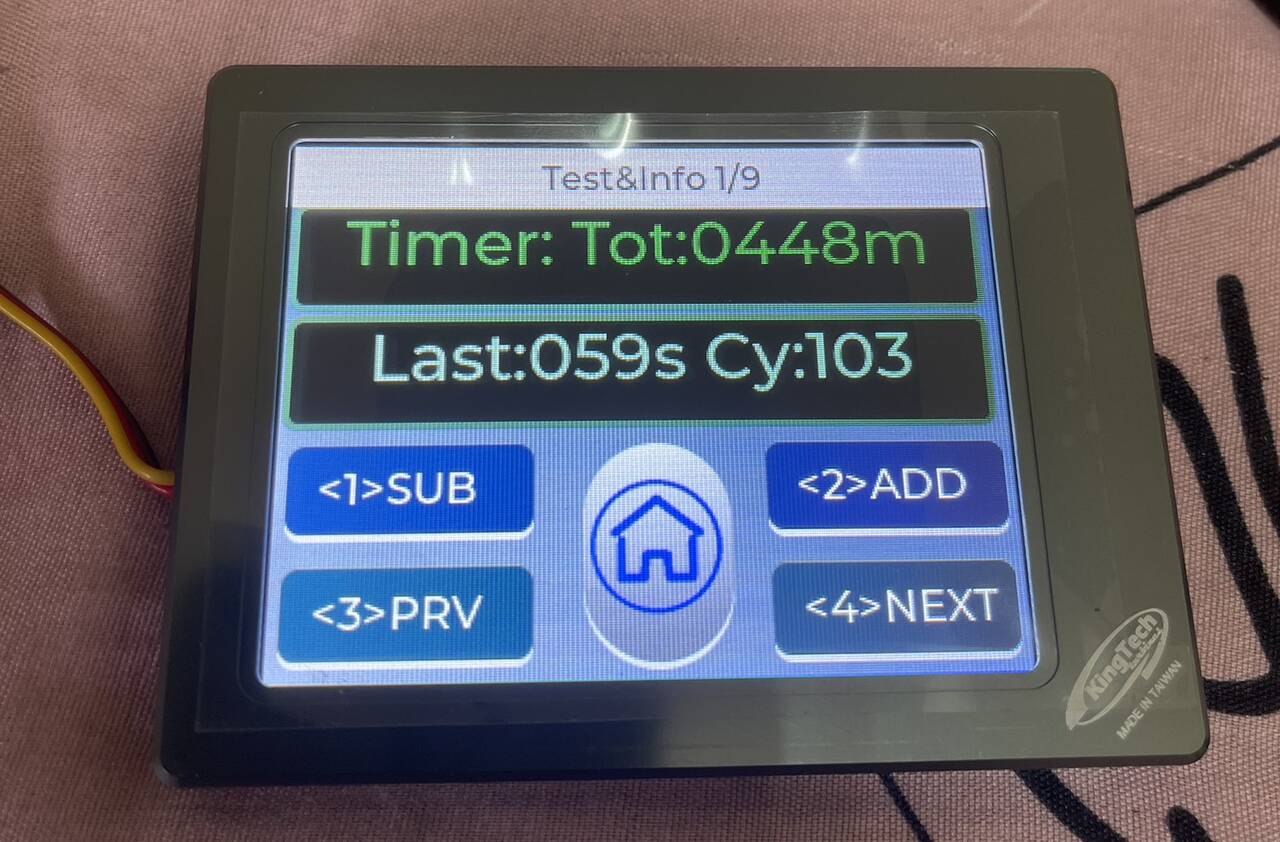 Test&Info 1/9
Timer: Tot:0448m
Last:059s Cy:103
<1>SUB
<2>ADD
<3>PRV
<4>NEXT
KingTech
MADE IN TAIWAN